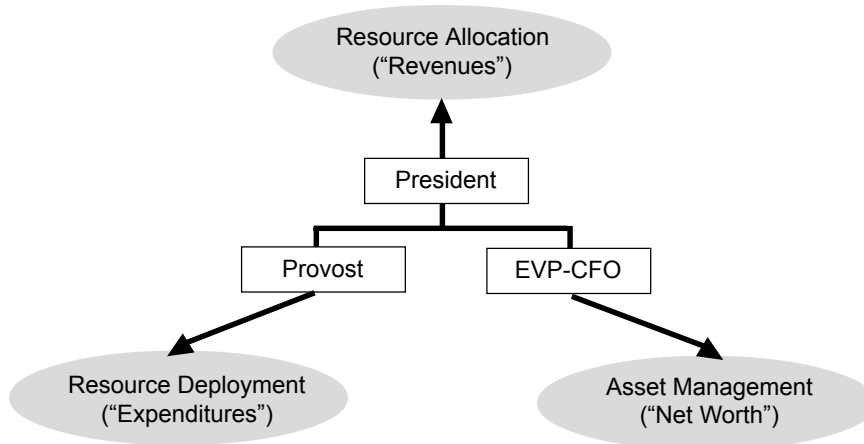 Resource Allocation
(“Revenues”)
President
Provost
EVP-CFO
Resource Deployment
(“Expenditures”)
Asset Management
(“Net Worth”)